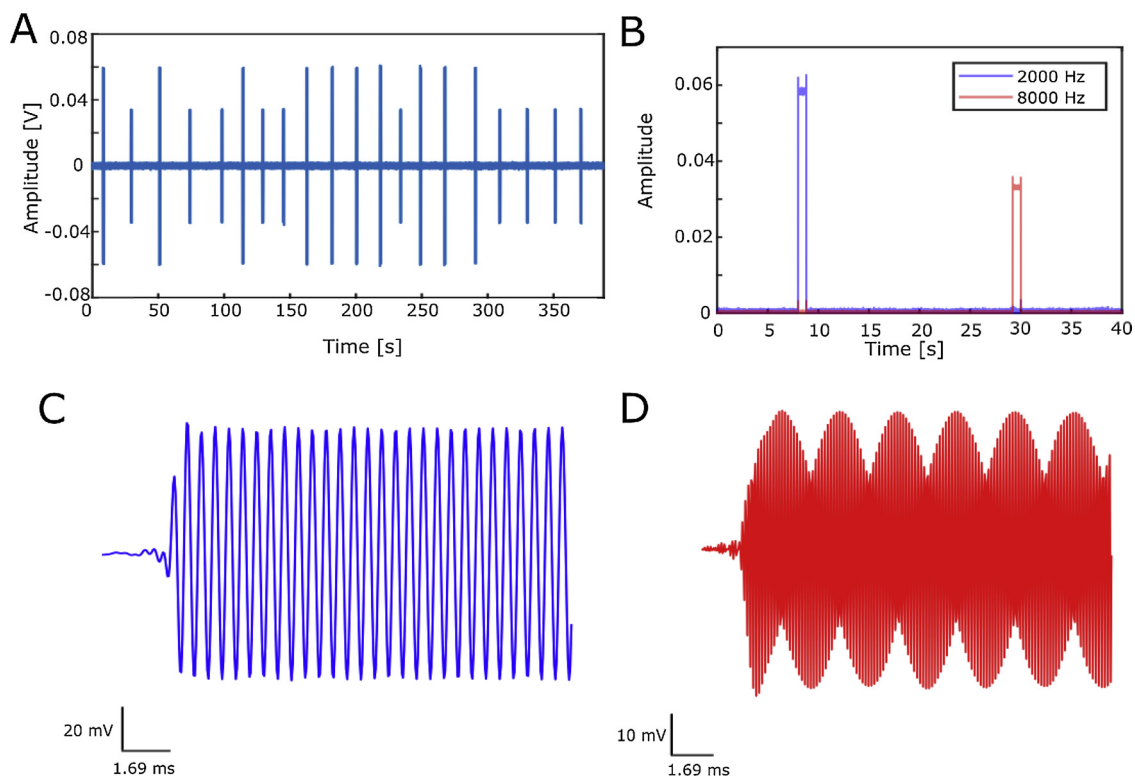 A
0.08
0.04
0
-0.04
-0.08
Amplitude [V]
0 50 100 150 200 250 300 350
Time [s]
B
0.06
0.04
0.02
0
Amplitude
2000 Hz
8000 Hz
0 5 10 15 20 25 30 35 40
Time [s]
C
20 mV
1.69 ms
D
10 mV
1.69 ms